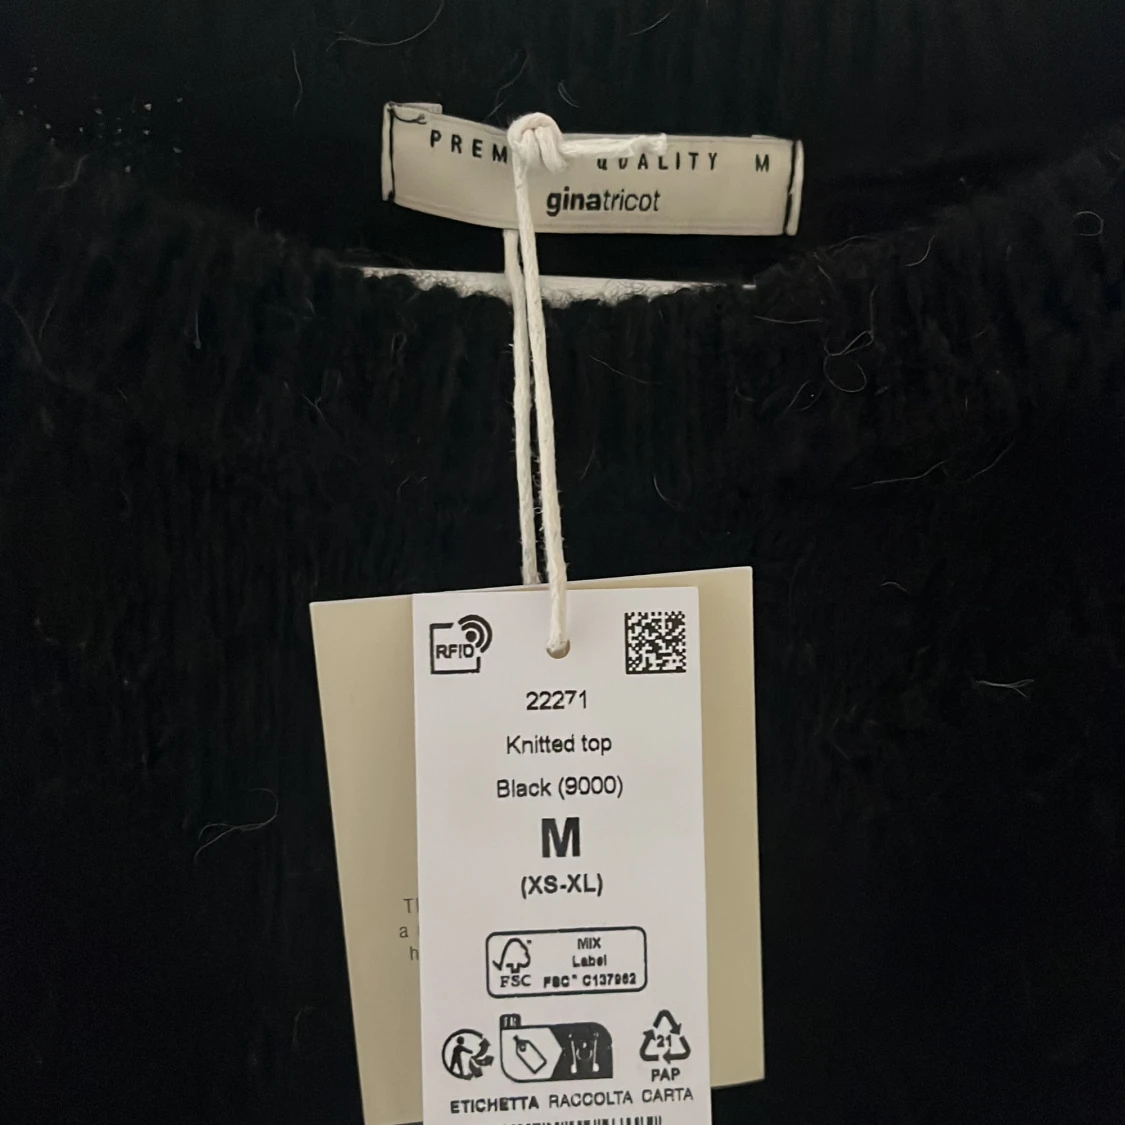 PREM QUALITY M
ginatricot
RFID
22271
Knitted top
Black (9000)
M
(XS-XL)
MIX
Label
FSC FSC® C137962
FR
21
PAP
ETICHETTA RACCOLTA CARTA
a
h